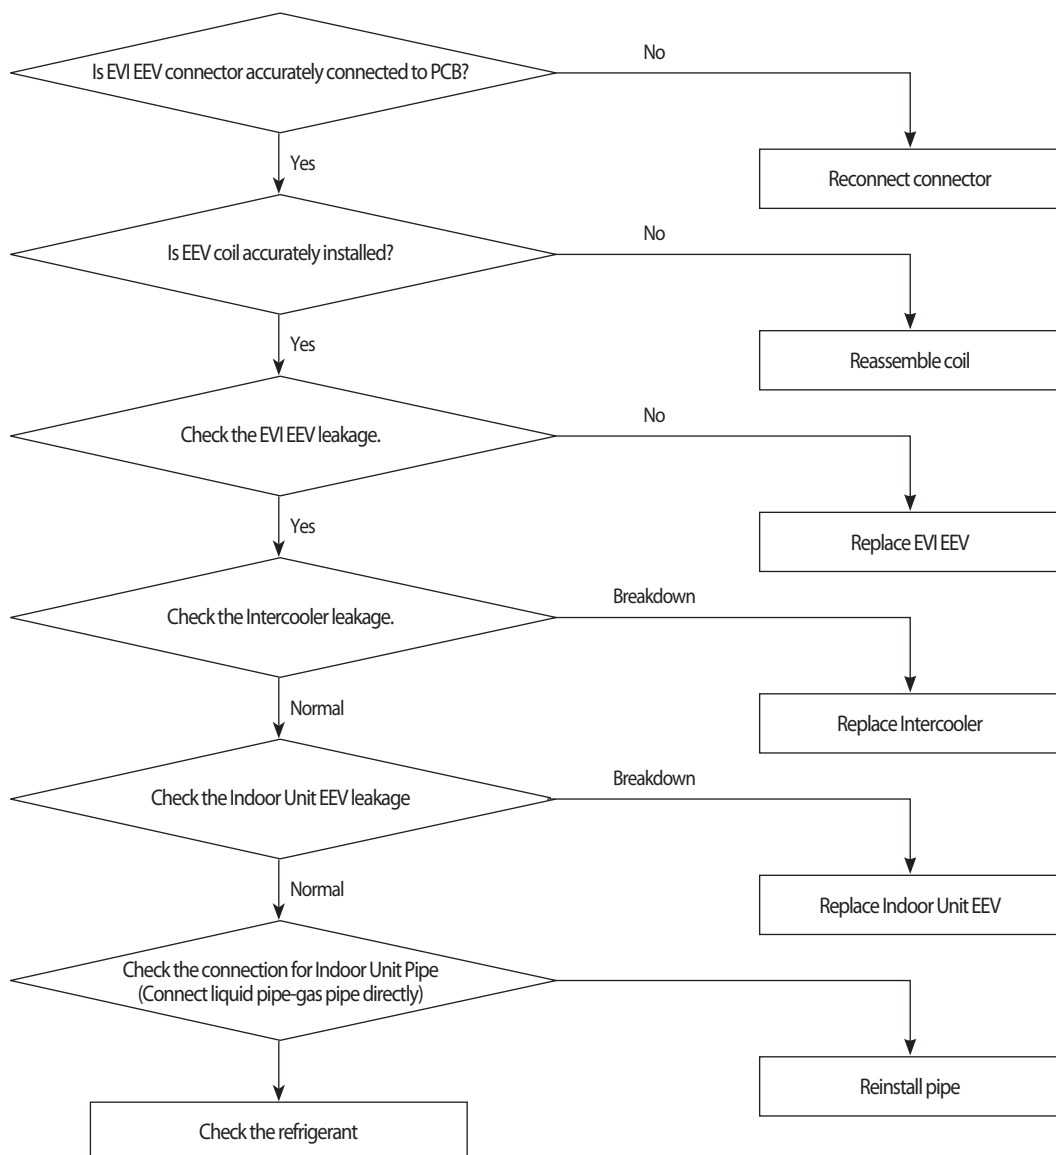 Is EVI EEV connector accurately connected to PCB?
No
Yes
Reconnect connector
Is EEV coil accurately installed?
No
Yes
Reassemble coil
Check the EVI EEV leakage.
No
Yes
Replace EVI EEV
Check the Intercooler leakage.
Breakdown
Normal
Replace Intercooler
Check the Indoor Unit EEV leakage
Breakdown
Normal
Replace Indoor Unit EEV
Check the connection for Indoor Unit Pipe
(Connect liquid pipe-gas pipe directly)
Reinstall pipe
Check the refrigerant